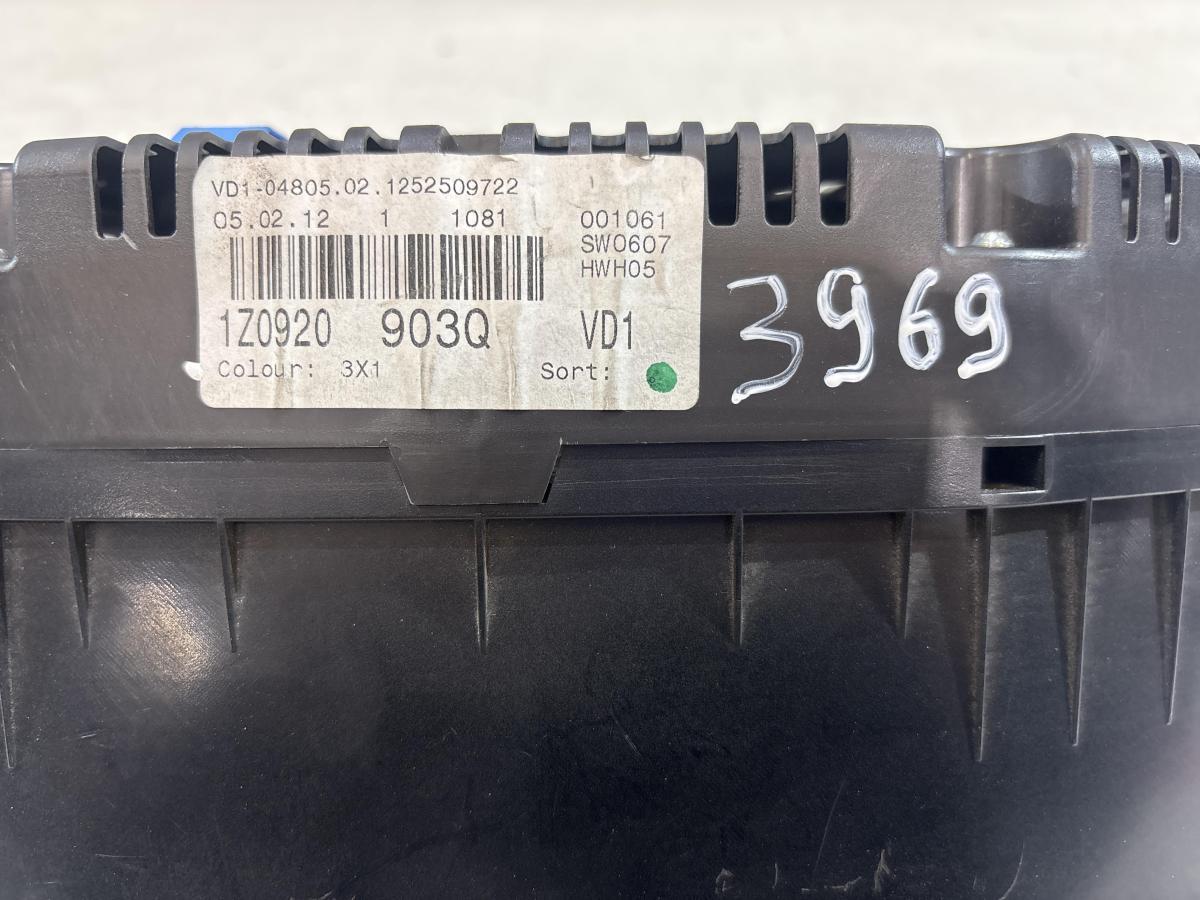 VD1-04805.02.1252509722
05.02.12 1 1081 001061
SW0607
HWH05
1Z0920 903Q VD1
Colour: 3X1 Sort:
3969